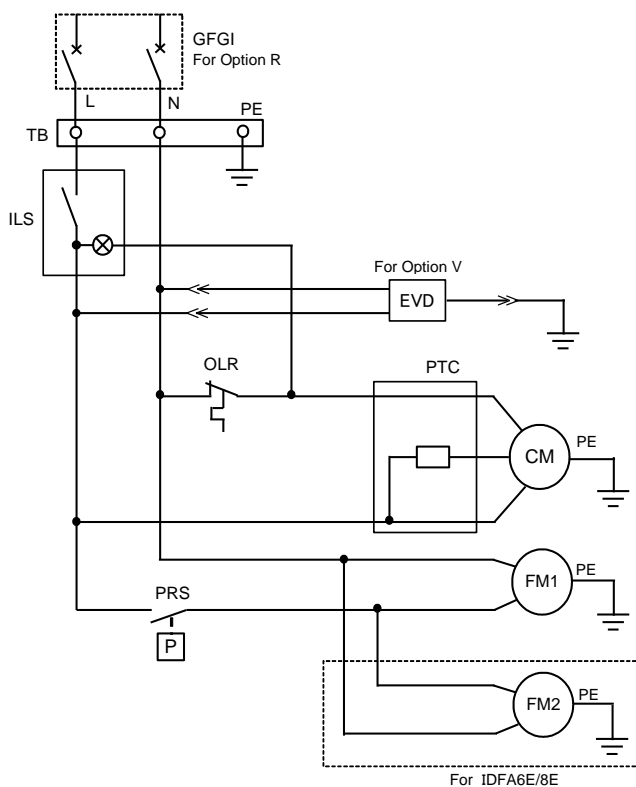 GFGI
For Option R
L
N
PE
TB
ILS
For Option V
EVD
OLR
PTC
CM
PE
PRS
P
FM1
PE
FM2
PE
For IDFA6E/8E